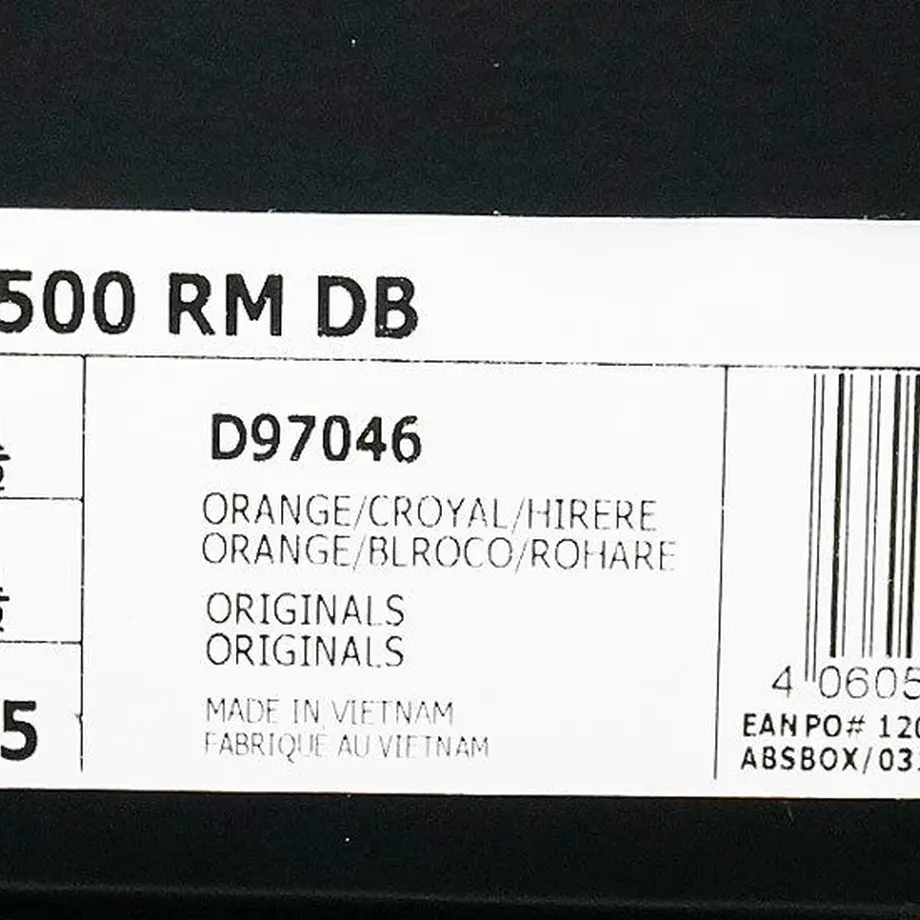 500 RM DB
D97046
ORANGE/CROYAL/HIRERE
ORANGE/BLROCO/ROHARE
ORIGINALS
ORIGINALS
MADE IN VIETNAM
FABRIQUE AU VIETNAM
5
4 0605
EAN PO# 120
ABSBOX/03